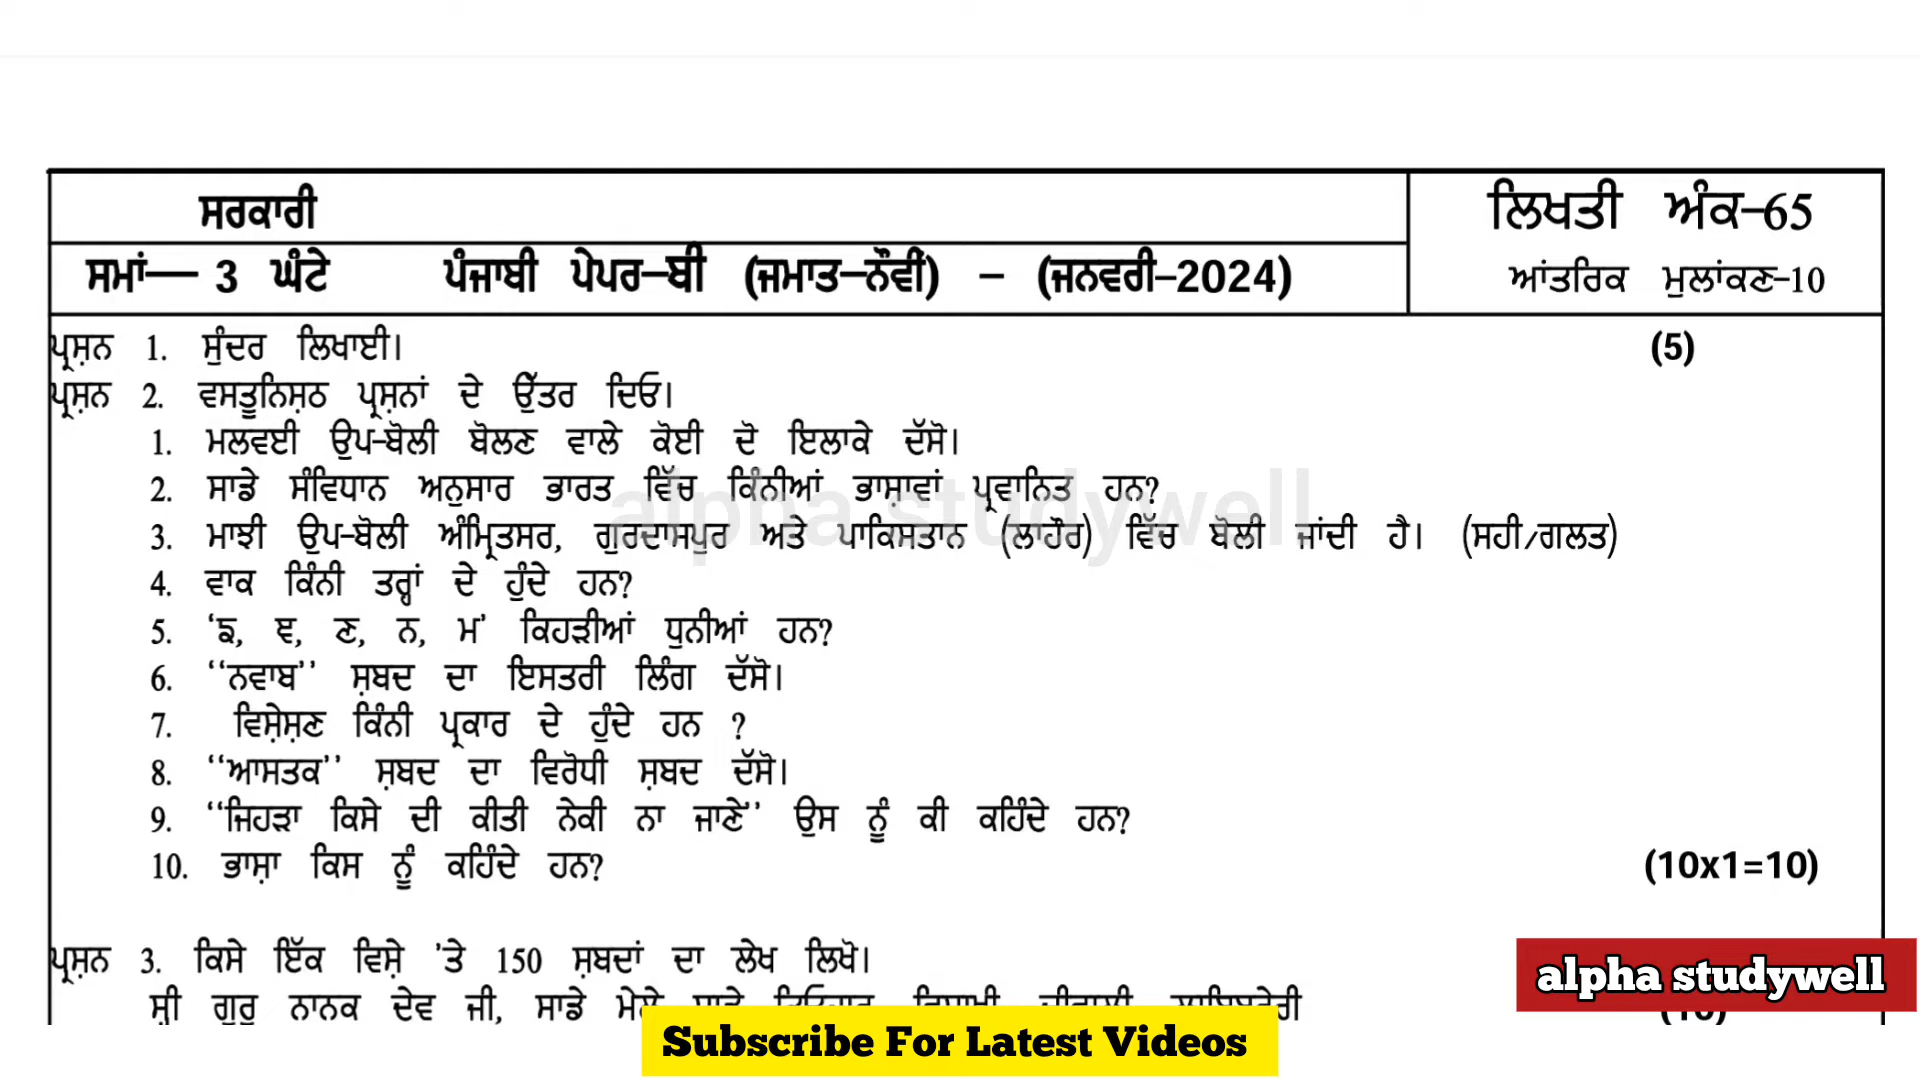 ਸਰਕਾਰੀ
ਲਿਖਤੀ ਅੰਕ–65
ਸਮਾਂ— 3 ਘੰਟੇ ਪੰਜਾਬੀ ਪੇਪਰ–ਬੀ (ਜਮਾਤ–ਨੌਵੀਂ) – (ਜਨਵਰੀ–2024)
ਆਂਤਰਿਕ ਮੁਲਾਂਕਣ–10
ਪ੍ਰਸ਼ਨ 1. ਸੁੰਦਰ ਲਿਖਾਈ। (5)
ਪ੍ਰਸ਼ਨ 2. ਵਸਤੂਨਿਸ਼ਠ ਪ੍ਰਸ਼ਨਾਂ ਦੇ ਉੱਤਰ ਦਿਓ।
1. ਮਲਵਈ ਉਪ-ਬੋਲੀ ਬੋਲਣ ਵਾਲੇ ਕੋਈ ਦੋ ਇਲਾਕੇ ਦੱਸੋ।
2. ਸਾਡੇ ਸੰਵਿਧਾਨ ਅਨੁਸਾਰ ਭਾਰਤ ਵਿੱਚ ਕਿੰਨੀਆਂ ਭਾਸ਼ਾਵਾਂ ਪ੍ਰਵਾਨਿਤ ਹਨ?
alpha studywell
3. ਮਾਝੀ ਉਪ-ਬੋਲੀ ਅੰਮ੍ਰਿਤਸਰ, ਗੁਰਦਾਸਪੂਰ ਅਤੇ ਪਾਕਿਸਤਾਨ (ਲਾਹੌਰ) ਵਿੱਚ ਬੋਲੀ ਜਾਂਦੀ ਹੈ। (ਸਹੀ/ਗਲਤ)
4. ਵਾਕ ਕਿੰਨੀ ਤਰ੍ਹਾਂ ਦੇ ਹੁੰਦੇ ਹਨ?
5. ‘ਙ, ਞ, ਣ, ਨ, ਮ’ ਕਿਹੜੀਆਂ ਧੁਨੀਆਂ ਹਨ?
6. ‘‘ਨਵਾਬ’’ ਸ਼ਬਦ ਦਾ ਇਸਤਰੀ ਲਿੰਗ ਦੱਸੋ।
7. ਵਿਸ਼ੇਸ਼ਣ ਕਿੰਨੀ ਪ੍ਰਕਾਰ ਦੇ ਹੁੰਦੇ ਹਨ ?
8. ‘‘ਆਸਤਕ’’ ਸ਼ਬਦ ਦਾ ਵਿਰੋਧੀ ਸ਼ਬਦ ਦੱਸੋ।
9. ‘‘ਜਿਹੜਾ ਕਿਸੇ ਦੀ ਕੀਤੀ ਨੇਕੀ ਨਾ ਜਾਣੇ’’ ਉਸ ਨੂੰ ਕੀ ਕਹਿੰਦੇ ਹਨ?
10. ਭਾਸ਼ਾ ਕਿਸ ਨੂੰ ਕਹਿੰਦੇ ਹਨ? (10x1=10)
ਪ੍ਰਸ਼ਨ 3. ਕਿਸੇ ਇੱਕ ਵਿਸ਼ੇ ’ਤੇ 150 ਸ਼ਬਦਾਂ ਦਾ ਲੇਖ ਲਿਖੋ।
alpha studywell
ਸ਼੍ਰੀ ਗੁਰੂ ਨਾਨਕ ਦੇਵ ਜੀ, ਸਾਡੇ
Subscribe For Latest Videos